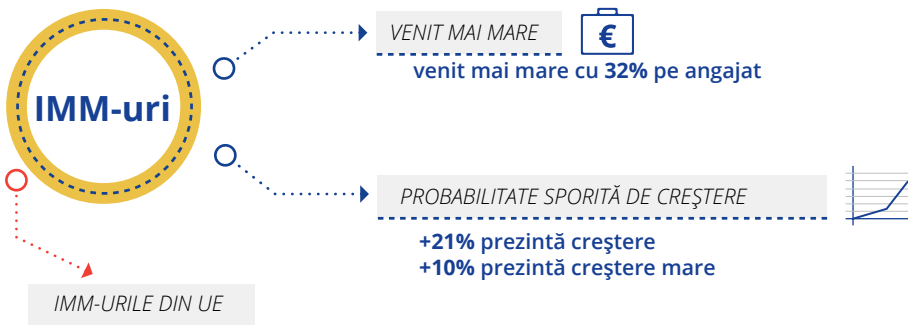 IMM-uri
VENIT MAI MARE
€
venit mai mare cu 32% pe angajat
PROBABILITATE SPORITĂ DE CREŞTERE
+21% prezintă creştere
+10% prezintă creştere mare
IMM-URILE DIN UE